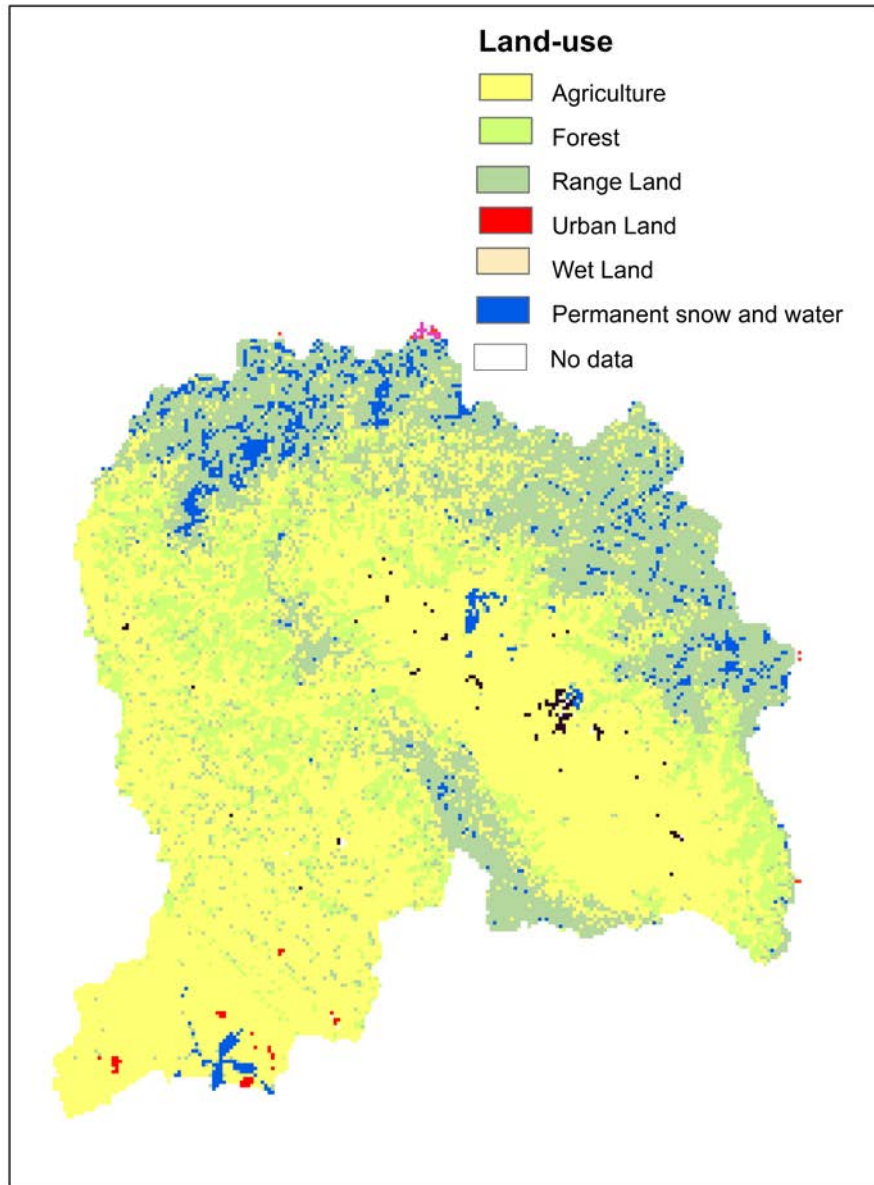 Land-use
Agriculture
Forest
Range Land
Urban Land
Wet Land
Permanent snow and water
No data